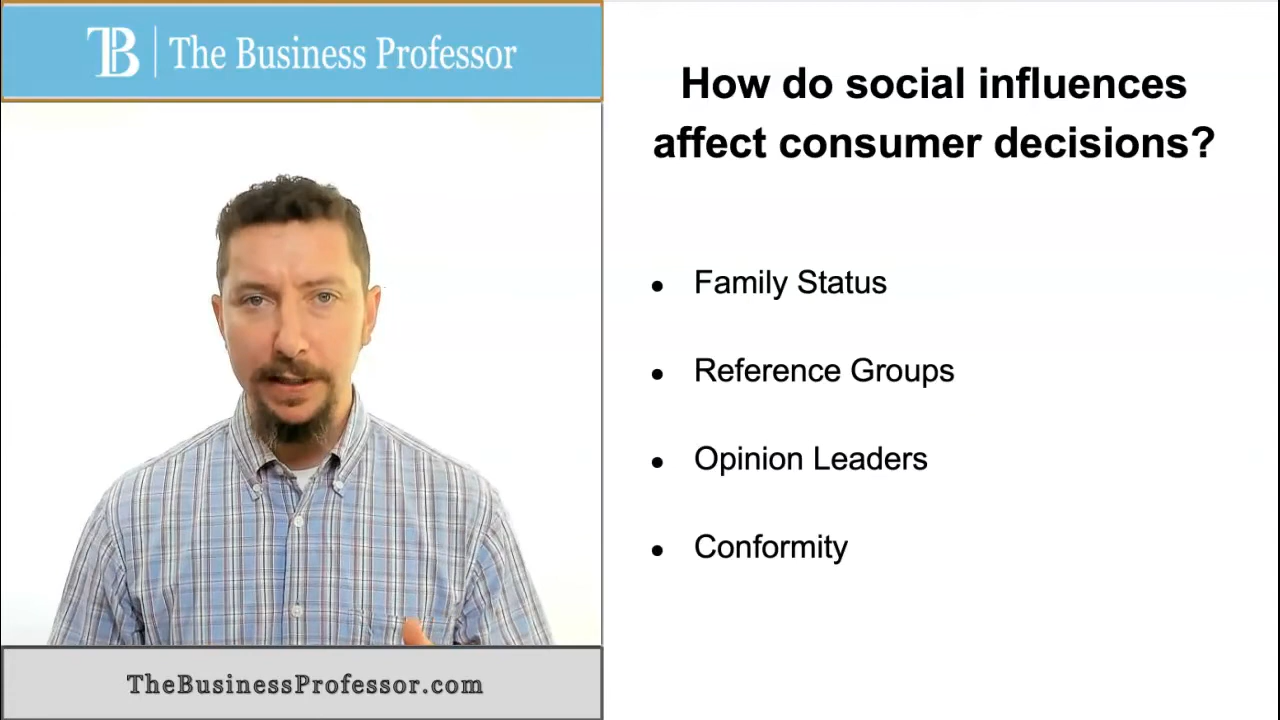 TB The Business Professor
How do social influences
affect consumer decisions?
● Family Status
● Reference Groups
● Opinion Leaders
● Conformity
TheBusinessProfessor.com